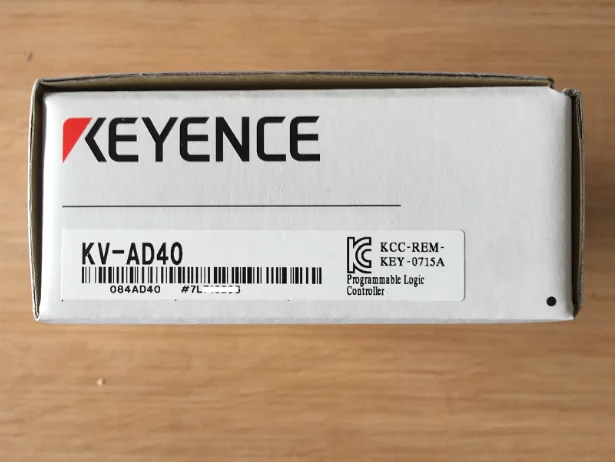 KEYENCE
KV-AD40
084AD40
KCC-REM-
KEY-0715A
Programmable Logic
Controller